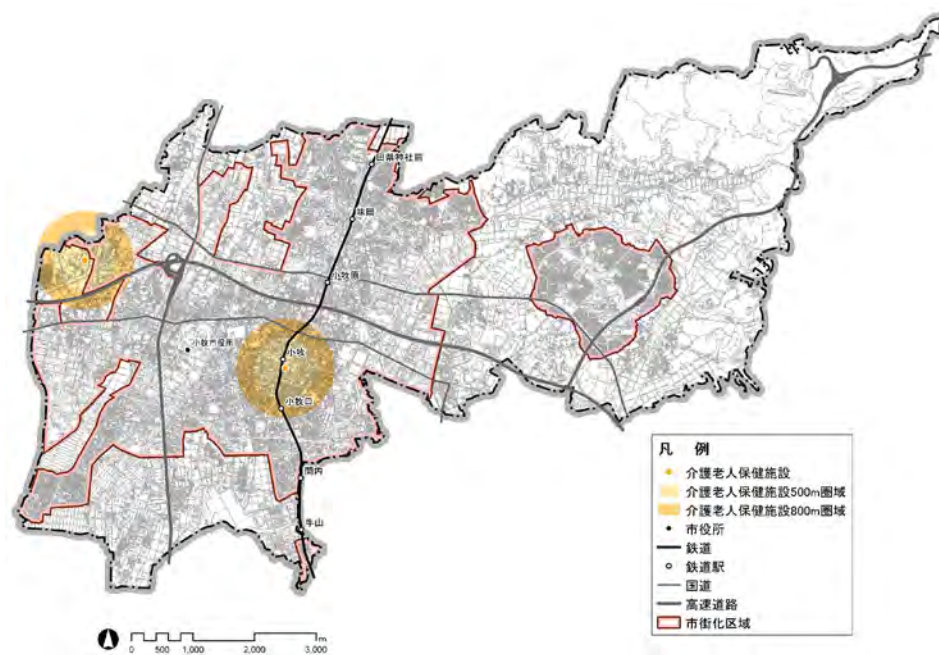 田県神社前
味岡
小牧原
小牧市役所
小牧
小牧口
間内
牛山
凡 例
介護老人保健施設
介護老人保健施設500m圏域
介護老人保健施設800m圏域
市役所
鉄道
鉄道駅
国道
高速道路
市街化区域
0 500 1,000 2,000 3,000 m